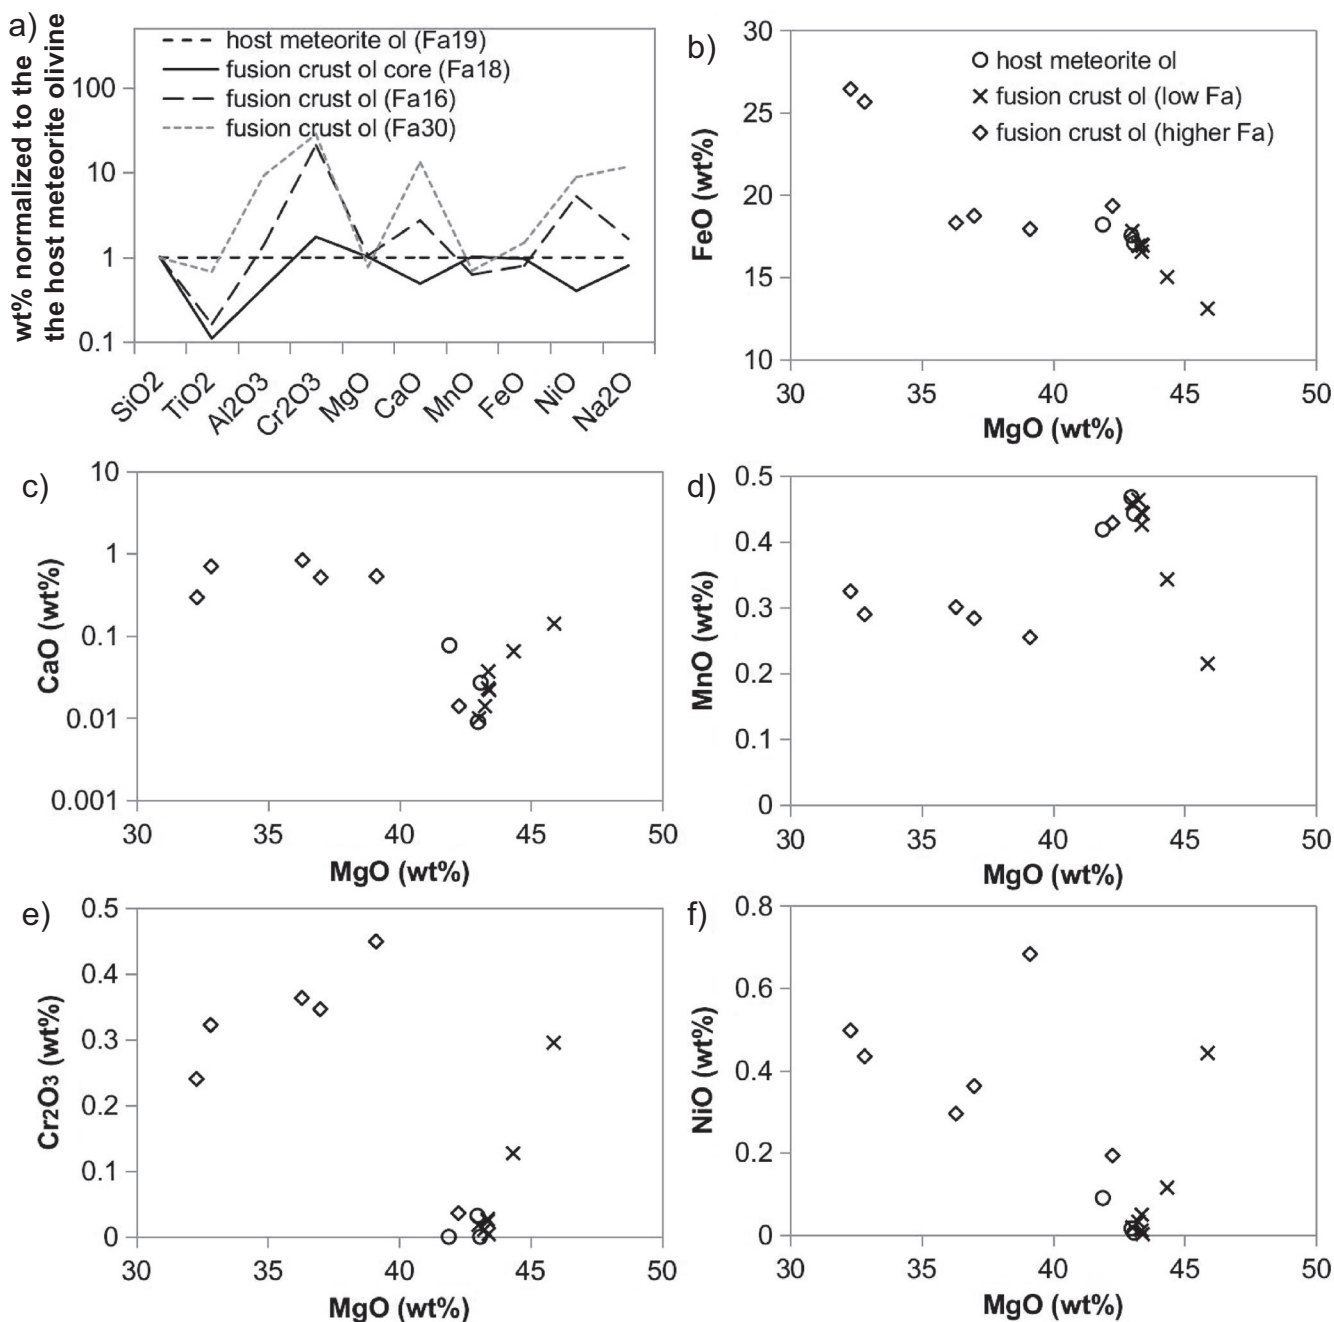 a)
wt% normalized to the
the host meteorite olivine
host meteorite ol (Fa19)
fusion crust ol core (Fa18)
fusion crust ol (Fa16)
fusion crust ol (Fa30)
100
10
1
0.1
SiO2
TiO2
Al2O3
Cr2O3
MgO
CaO
MnO
FeO
NiO
Na2O
b)
FeO (wt%)
30
25
20
15
10
host meteorite ol
fusion crust ol (low Fa)
fusion crust ol (higher Fa)
30 35 40 45 50
MgO (wt%)
c)
CaO (wt%)
10
1
0.1
0.01
0.001
30 35 40 45 50
MgO (wt%)
d)
MnO (wt%)
0.5
0.4
0.3
0.2
0.1
0
30 35 40 45 50
MgO (wt%)
e)
Cr2O3 (wt%)
0.5
0.4
0.3
0.2
0.1
0
30 35 40 45 50
MgO (wt%)
f)
NiO (wt%)
0.8
0.6
0.4
0.2
0
30 35 40 45 50
MgO (wt%)